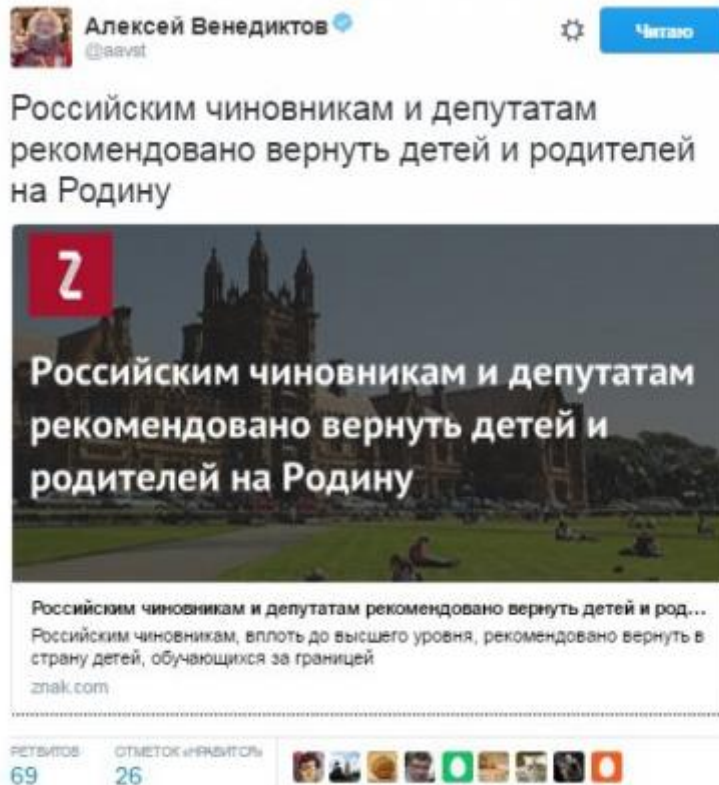 Алексей Венедиктов
@aavst
Читаю
Российским чиновникам и депутатам
рекомендовано вернуть детей и родителей
на Родину
Z
Российским чиновникам и депутатам
рекомендовано вернуть детей и
родителей на Родину
Российским чиновникам и депутатам рекомендовано вернуть детей и род...
Российским чиновникам, вплоть до высшего уровня, рекомендовано вернуть в
страну детей, обучающихся за границей
znak.com
РЕТВИТОВ
ОТМЕТОК «НРАВИТСЯ»
69
26